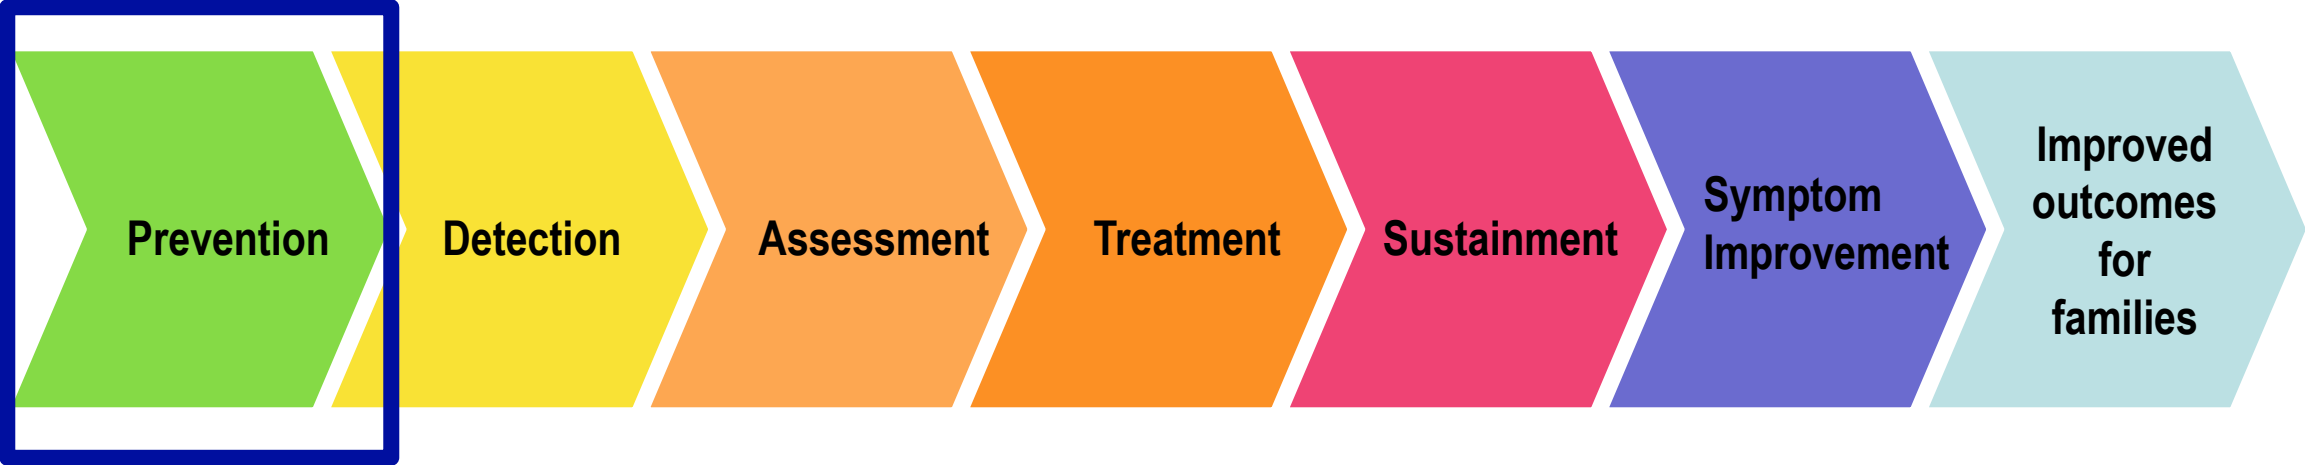 Prevention
Detection
Assessment
Treatment
Sustainment
Symptom
Improvement
Improved
outcomes
for
families